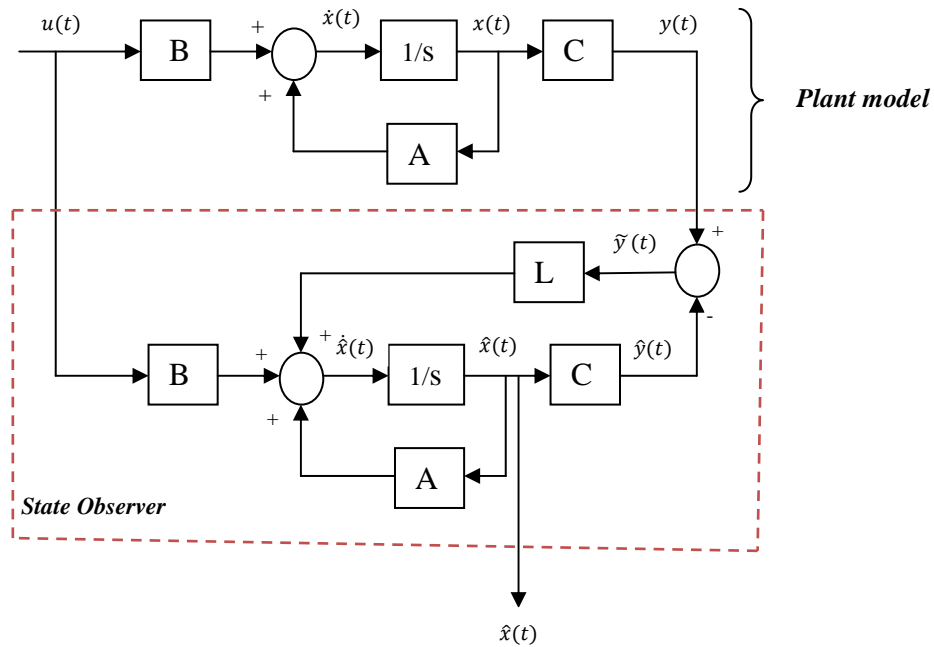 u(t)
B
+
+
ẋ(t)
1/s
x(t)
C
y(t)
A
Plant model
+
-
ỹ(t)
L
B
+
+
+
x̂̇(t)
1/s
x̂(t)
C
ŷ(t)
A
State Observer
x̂(t)